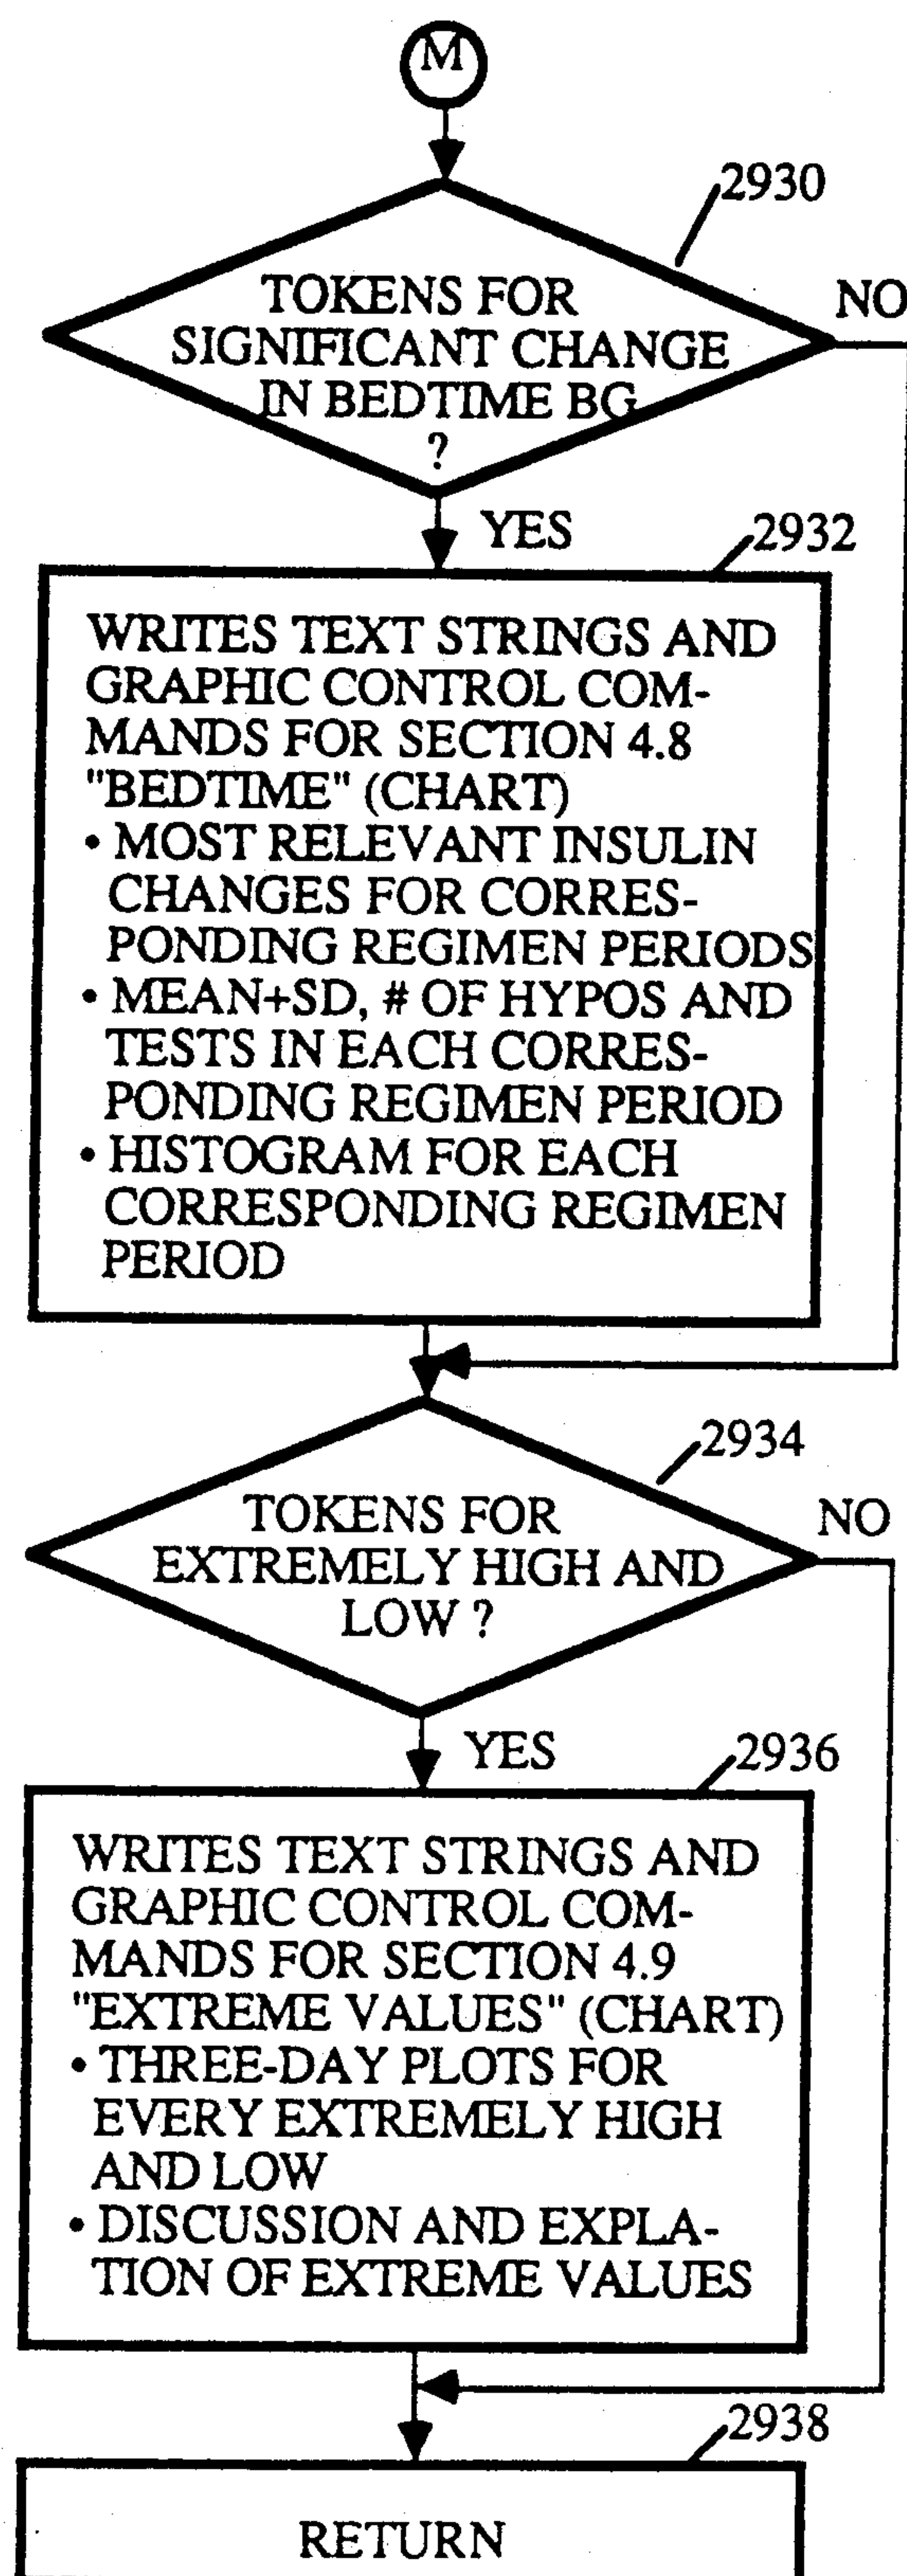 M
2930
TOKENS FOR
SIGNIFICANT CHANGE
IN BEDTIME BG
?
NO
YES
2932
WRITES TEXT STRINGS AND
GRAPHIC CONTROL COM-
MANDS FOR SECTION 4.8
"BEDTIME" (CHART)
• MOST RELEVANT INSULIN
CHANGES FOR CORRES-
PONDING REGIMEN PERIODS
• MEAN+SD, # OF HYPOS AND
TESTS IN EACH CORRES-
PONDING REGIMEN PERIOD
• HISTOGRAM FOR EACH
CORRESPONDING REGIMEN
PERIOD
2934
TOKENS FOR
EXTREMELY HIGH AND
LOW ?
NO
YES
2936
WRITES TEXT STRINGS AND
GRAPHIC CONTROL COM-
MANDS FOR SECTION 4.9
"EXTREME VALUES" (CHART)
• THREE-DAY PLOTS FOR
EVERY EXTREMELY HIGH
AND LOW
• DISCUSSION AND EXPLA-
TION OF EXTREME VALUES
2938
RETURN